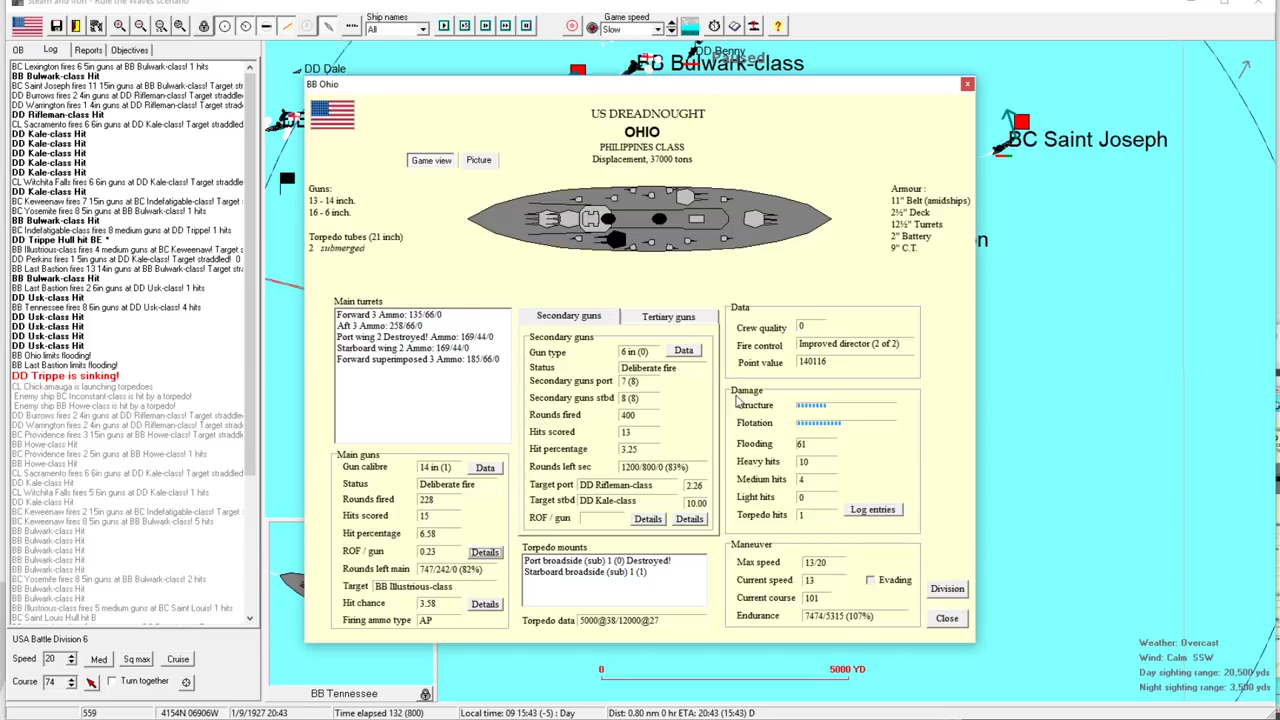 Steam and Iron - Rule the Waves scenario
Ship names
All
Game speed
Slow
OB Log Reports Objectives
BC Lexington fires 6 5in guns at BB Bulwark-class! 1 hits
BB Bulwark-class Hit
BC Saint Joseph fires 11 15in guns at BB Bulwark-class! Targe
DD Burrows fires 2 4in guns at DD Rifleman-class! Target stra
DD Warrington fires 1 4in guns at DD Rifleman-class! Target str
DD Rifleman-class Hit
CL Sacramento fires 6 6in guns at DD Kale-class! Target straddled
DD Kale-class Hit
DD Kale-class Hit
DD Kale-class Hit
DD Kale-class Hit
CL Witchita Falls fires 6 6in guns at DD Kale-class! Target stradd
DD Kale-class Hit
BC Keweenaw fires 7 15in guns at BC Indefatigable-class! Targe
BC Yosemite fires 8 5in guns at BB Bulwark-class! 1 hits
BB Bulwark-class Hit
BC Indefatigable-class fires 8 medium guns at DD Trippe! 1 hit
DD Trippe Hull hit BE *
BB Illustrious-class fires 4 medium guns at BC Keweenaw! Targ
DD Perkins fires 1 5in guns at DD Kale-class! Target straddled! 0
BB Last Bastion fires 13 14in guns at BB Bulwark-class! Target str
BB Bulwark-class Hit
BB Last Bastion fires 2 6in guns at DD Usk-class! 1 hits
DD Usk-class Hit
BB Tennessee fires 8 6in guns at DD Usk-class! 4 hits
DD Usk-class Hit
DD Usk-class Hit
DD Usk-class Hit
DD Usk-class Hit
BB Ohio limits flooding!
BB Last Bastion limits flooding!
DD Trippe is sinking!
CL Chickamauga is launching torpedoes
Enemy ship BC Inconstant-class is hit by a torpedo!
Enemy ship BB Howe-class is hit by a torpedo!
DD Burrows fires 2 4in guns at DD Rifleman-class! Target straddle
DD Warrington fires 2 4in guns at DD Rifleman-class! Target stradd
BC Providence fires 3 15in guns at BB Howe-class! Target straddle
BB Howe-class Hit
BC Providence fires 2 5in guns at BB Howe-class! 1 hits
BB Howe-class Hit
CL Sacramento fires 6 6in guns at DD Kale-class! Target straddled
DD Kale-class Hit
CL Witchita Falls fires 5 6in guns at DD Kale-class! Target stradd
DD Kale-class Hit
BC Keweenaw fires 2 15in guns at BC Indefatigable-class! Targe
BC Keweenaw fires 8 5in guns at BB Bulwark-class! 5 hits
BB Bulwark-class Hit
BB Bulwark-class Hit
BB Bulwark-class Hit
BB Bulwark-class Hit
BB Bulwark-class Hit
BC Yosemite fires 8 5in guns at BB Bulwark-class! 2 hits
BB Bulwark-class Hit
BB Bulwark-class Hit
BB Illustrious-class fires 5 medium guns at BC Saint Louis! 1 hits
BC Saint Louis Hull hit B
USA Battle Division 6
Speed 20 Med Sq max Cruise
Course 74 Turn together
DD Dale
DD Benny
Paused
BB Bulwark-class
BC Saint Joseph
BB Ohio
US DREADNOUGHT
OHIO
PHILIPPINES CLASS
Displacement, 37000 tons
Game view Picture
Guns:
13 - 14 inch.
16 - 6 inch.
Torpedo tubes (21 inch)
2 submerged
Armour :
11" Belt (amidships)
2½" Deck
12½" Turrets
2" Battery
9" C.T.
Main turrets
Forward 3 Ammo: 135/66/0
Aft 3 Ammo: 258/66/0
Port wing 2 Destroyed! Ammo: 169/44/0
Starboard wing 2 Ammo: 169/44/0
Forward superimposed 3 Ammo: 185/66/0
Main guns
Gun calibre 14 in (1) Data
Status Deliberate fire
Rounds fired 228
Hits scored 15
Hit percentage 6.58
ROF / gun 0.23 Details
Rounds left main 747/242/0 (82%)
Target BB Illustrious-class
Hit chance 3.58 Details
Firing ammo type AP
Secondary guns Tertiary guns
Secondary guns
Gun type 6 in (0) Data
Status Deliberate fire
Secondary guns port 7 (8)
Secondary guns stbd 8 (8)
Rounds fired 400
Hits scored 13
Hit percentage 3.25
Rounds left sec 1200/800/0 (83%)
Target port DD Rifleman-class 2.26
Target stbd DD Kale-class 10.00
ROF / gun Details Details
Torpedo mounts
Port broadside (sub) 1 (0) Destroyed!
Starboard broadside (sub) 1 (1)
Torpedo data 5000@38/12000@27
Data
Crew quality 0
Fire control Improved director (2 of 2)
Point value 140116
Damage
Structure
Flotation
Flooding 61
Heavy hits 10
Medium hits 4
Light hits 0
Torpedo hits 1
Log entries
Maneuver
Max speed 13/20
Current speed 13
Evading
Current course 101
Endurance 7474/5315 (107%)
Division
Close
0 5000 YD
Weather: Overcast
Wind: Calm SSW
Day sighting range: 20,500 yds
Night sighting range: 3,500 yds
BB Tennessee
559 4154N 06906W 1/9/1927 20:43 Time elapsed 132 (800) Local time: 09 15:43 (-5) : Day Dist: 0.80 nm 0 hr ETA: 20:43 (15:43) D